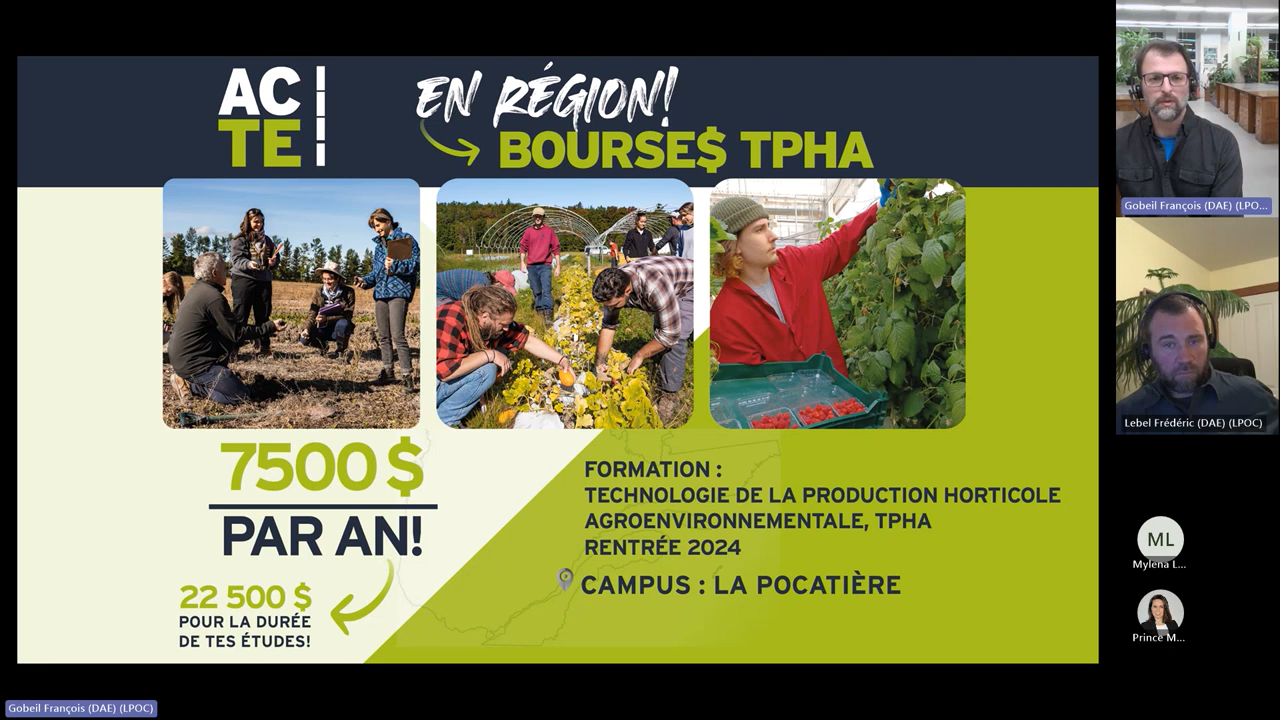 AC
TE
EN RÉGION!
BOURSE$ TPHA
7500 $
PAR AN!
22 500 $
POUR LA DURÉE
DE TES ÉTUDES!
FORMATION :
TECHNOLOGIE DE LA PRODUCTION HORTICOLE
AGROENVIRONNEMENTALE, TPHA
RENTRÉE 2024
CAMPUS : LA POCATIÈRE
Gobeil François (DAE) (LPO...
Lebel Frédéric (DAE) (LPOC)
ML
Mylena L...
Prince M...
Gobeil François (DAE) (LPOC)